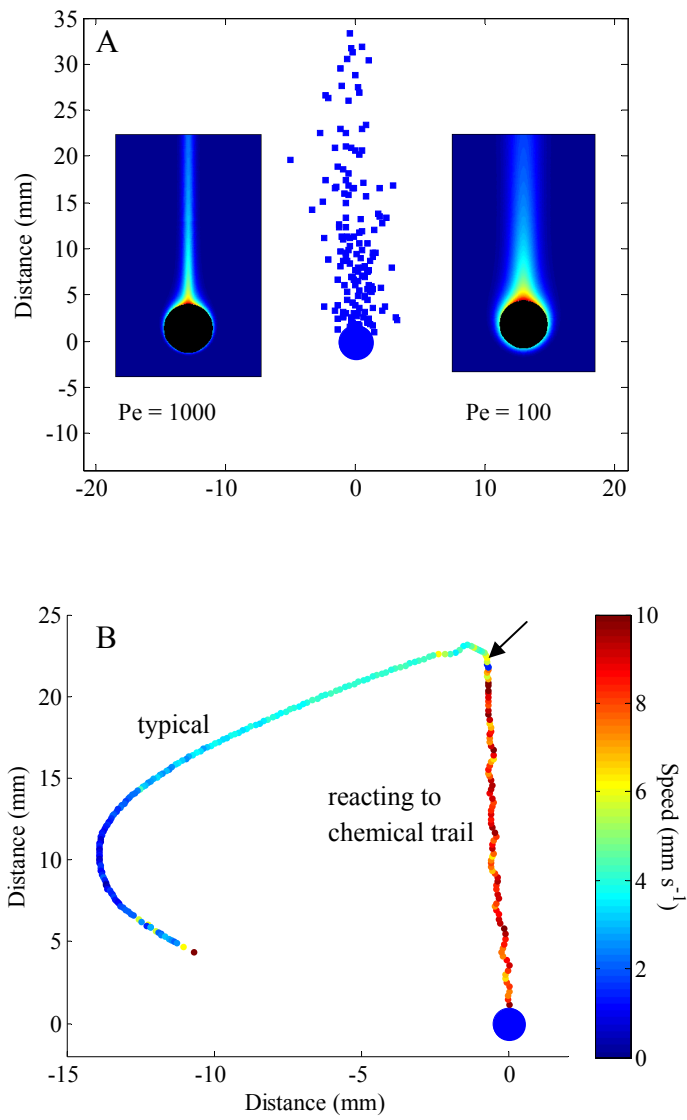 A
35
30
25
20
15
10
5
0
-5
-10
Distance (mm)
Pe = 1000
Pe = 100
-20
-10
0
10
20
B
25
20
15
10
5
0
Distance (mm)
typical
reacting to
chemical trail
-15
-10
-5
0
Distance (mm)
10
8
6
4
2
0
Speed (mm s⁻¹)